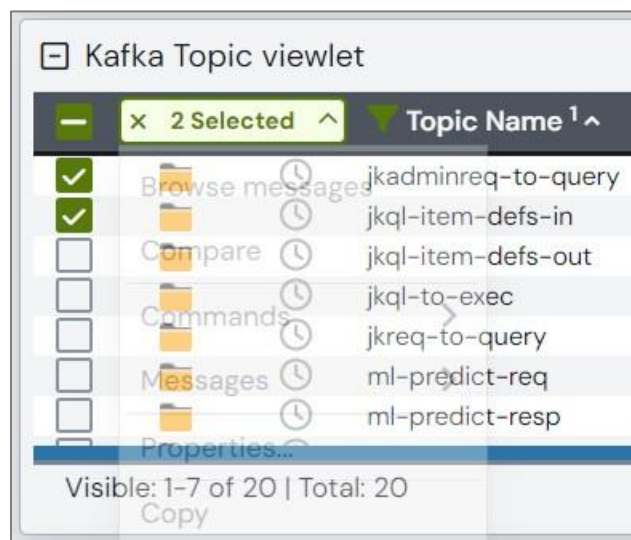 Kafka Topic viewlet
× 2 Selected Topic Name 1
Browse messages jkadminreq-to-query
jkql-item-defs-in
Compare jkql-item-defs-out
Commands jkql-to-exec
jkreq-to-query
Messages ml-predict-req
ml-predict-resp
Properties...
Visible: 1-7 of 20 | Total: 20
Copy